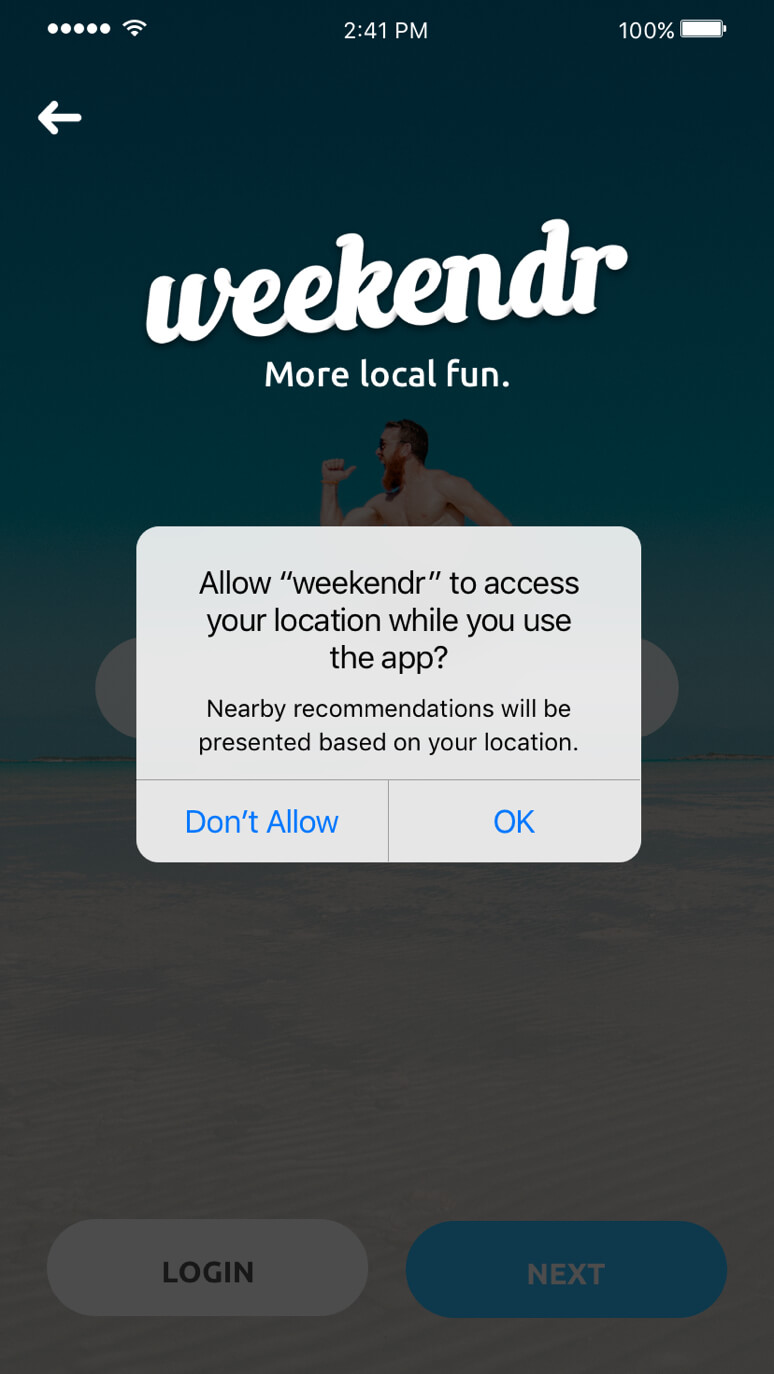 2:41 PM
100%
weekendr
More local fun.
Allow “weekendr” to access
your location while you use
the app?
Nearby recommendations will be
presented based on your location.
Don’t Allow
OK
LOGIN
NEXT